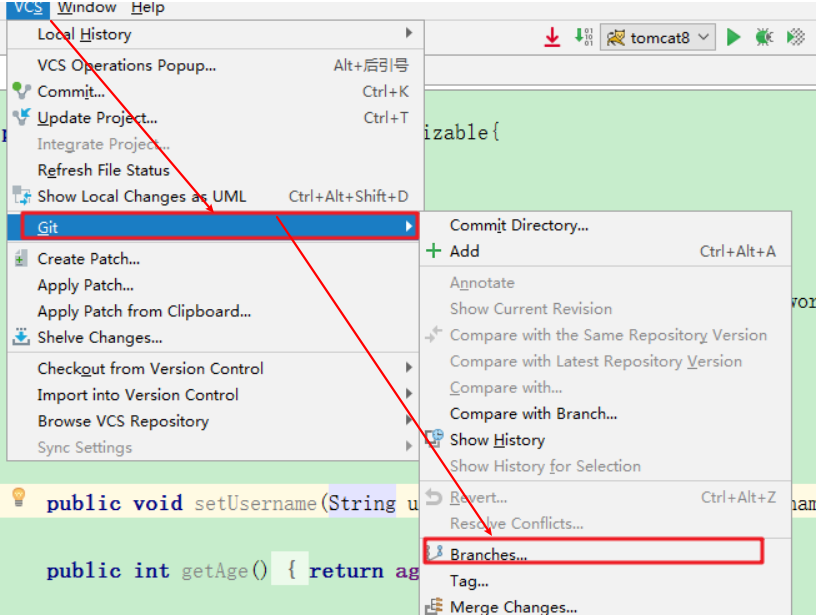 VCS Window Help
Local History
tomcat8
VCS Operations Popup... Alt+后引号
Commit... Ctrl+K
Update Project... Ctrl+T
izable{
Integrate Project...
Refresh File Status
Show Local Changes as UML Ctrl+Alt+Shift+D
Git
Commit Directory...
Add Ctrl+Alt+A
Create Patch...
Annotate
Apply Patch...
Show Current Revision
Apply Patch from Clipboard...
Compare with the Same Repository Version
Shelve Changes...
Compare with Latest Repository Version
Checkout from Version Control
Compare with...
Import into Version Control
Compare with Branch...
Browse VCS Repository
Show History
Sync Settings
Show History for Selection
Revert... Ctrl+Alt+Z
public void setUsername(String u
Resolve Conflicts...
Branches...
public int getAge() { return ag
Tag...
Merge Changes...